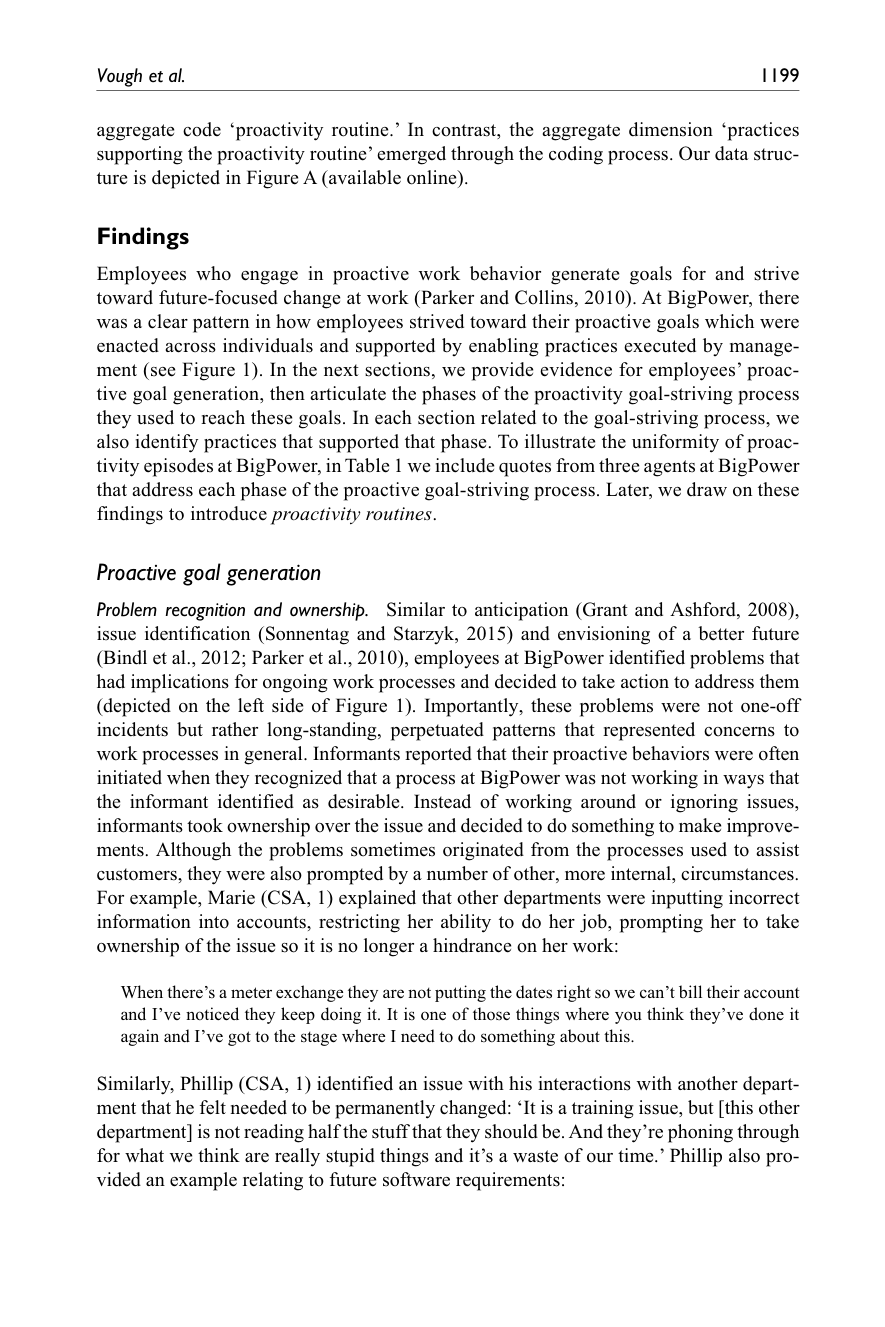 Vough et al. 1199
aggregate code ‘proactivity routine.’ In contrast, the aggregate dimension ‘practices
supporting the proactivity routine’ emerged through the coding process. Our data struc-
ture is depicted in Figure A (available online).
Findings
Employees who engage in proactive work behavior generate goals for and strive
toward future-focused change at work (Parker and Collins, 2010). At BigPower, there
was a clear pattern in how employees strived toward their proactive goals which were
enacted across individuals and supported by enabling practices executed by manage-
ment (see Figure 1). In the next sections, we provide evidence for employees’ proac-
tive goal generation, then articulate the phases of the proactivity goal-striving process
they used to reach these goals. In each section related to the goal-striving process, we
also identify practices that supported that phase. To illustrate the uniformity of proac-
tivity episodes at BigPower, in Table 1 we include quotes from three agents at BigPower
that address each phase of the proactive goal-striving process. Later, we draw on these
findings to introduce proactivity routines.
Proactive goal generation
Problem recognition and ownership. Similar to anticipation (Grant and Ashford, 2008),
issue identification (Sonnentag and Starzyk, 2015) and envisioning of a better future
(Bindl et al., 2012; Parker et al., 2010), employees at BigPower identified problems that
had implications for ongoing work processes and decided to take action to address them
(depicted on the left side of Figure 1). Importantly, these problems were not one-off
incidents but rather long-standing, perpetuated patterns that represented concerns to
work processes in general. Informants reported that their proactive behaviors were often
initiated when they recognized that a process at BigPower was not working in ways that
the informant identified as desirable. Instead of working around or ignoring issues,
informants took ownership over the issue and decided to do something to make improve-
ments. Although the problems sometimes originated from the processes used to assist
customers, they were also prompted by a number of other, more internal, circumstances.
For example, Marie (CSA, 1) explained that other departments were inputting incorrect
information into accounts, restricting her ability to do her job, prompting her to take
ownership of the issue so it is no longer a hindrance on her work:
When there’s a meter exchange they are not putting the dates right so we can’t bill their account
and I’ve noticed they keep doing it. It is one of those things where you think they’ve done it
again and I’ve got to the stage where I need to do something about this.
Similarly, Phillip (CSA, 1) identified an issue with his interactions with another depart-
ment that he felt needed to be permanently changed: ‘It is a training issue, but [this other
department] is not reading half the stuff that they should be. And they’re phoning through
for what we think are really stupid things and it’s a waste of our time.’ Phillip also pro-
vided an example relating to future software requirements: